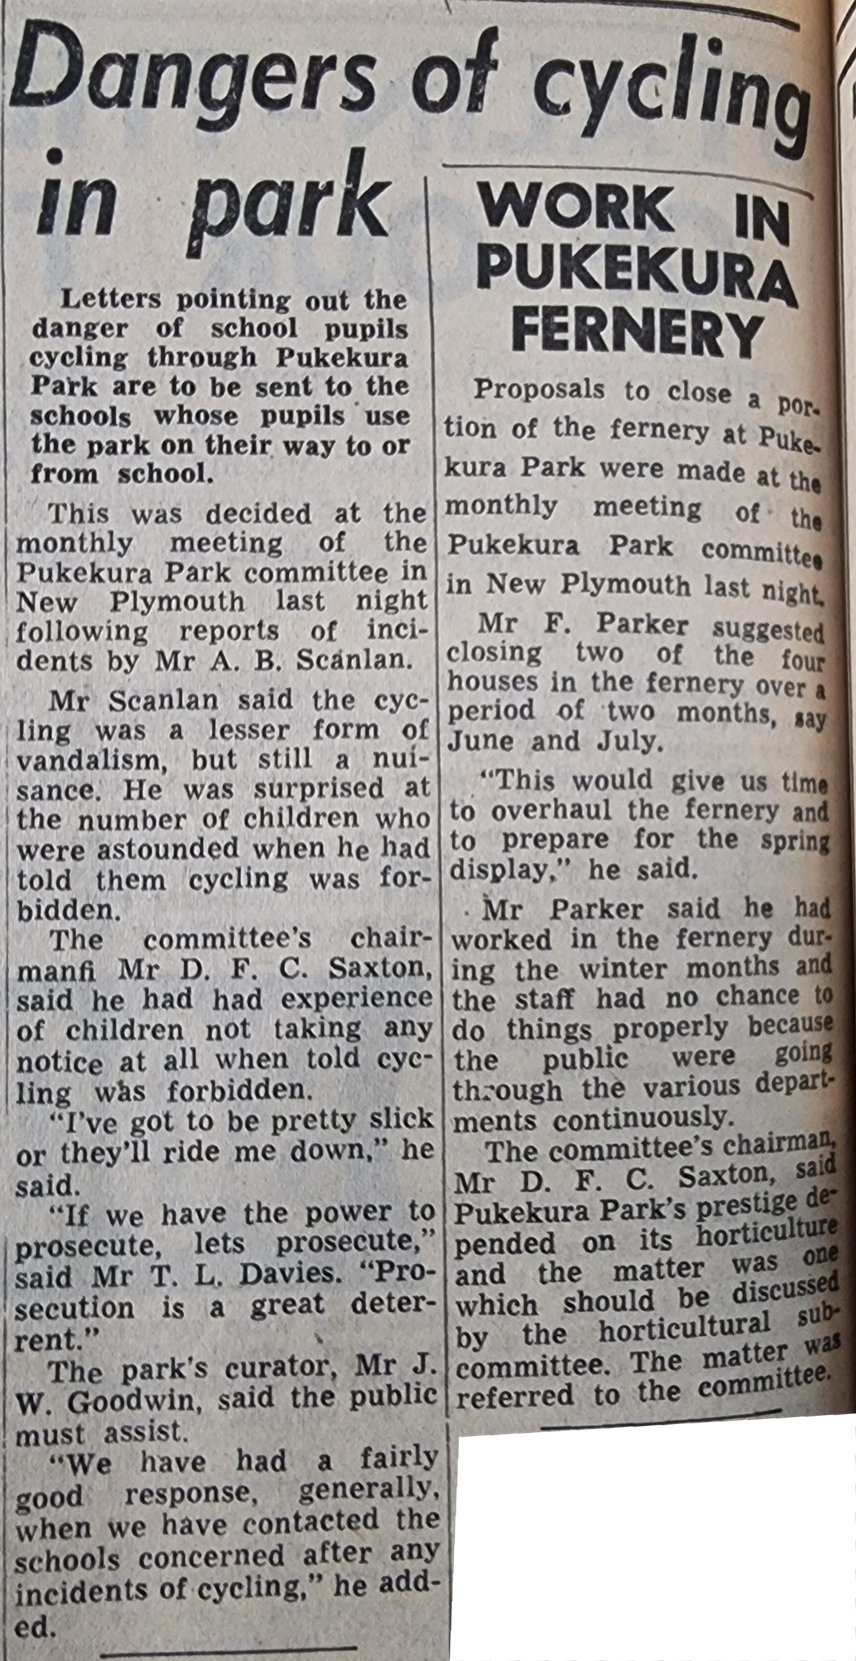 Dangers of cycling
in park
Letters pointing out the
danger of school pupils
cycling through Pukekura
Park are to be sent to the
schools whose pupils use
the park on their way to or
from school.
This was decided at the
monthly meeting of the
Pukekura Park committee in
New Plymouth last night
following reports of inci-
dents by Mr A. B. Scanlan.
Mr Scanlan said the cyc-
ling was a lesser form of
vandalism, but still a nui-
sance. He was surprised at
the number of children who
were astounded when he had
told them cycling was for-
bidden.
The committee's chair-
manfi Mr D. F. C. Saxton,
said he had had experience
of children not taking any
notice at all when told cyc-
ling was forbidden.
"I've got to be pretty slick
or they'll ride me down," he
said.
"If we have the power to
prosecute, lets prosecute,"
said Mr T. L. Davies. "Pro-
secution is a great deter-
rent."
The park's curator, Mr J.
W. Goodwin, said the public
must assist.
"We have had a fairly
good response, generally,
when we have contacted the
schools concerned after any
incidents of cycling," he add-
ed.
WORK IN
PUKEKURA
FERNERY
Proposals to close a por-
tion of the fernery at Puke-
kura Park were made at the
monthly meeting of the
Pukekura Park committee
in New Plymouth last night.
Mr F. Parker suggested
closing two of the four
houses in the fernery over a
period of two months, say
June and July.
"This would give us time
to overhaul the fernery and
to prepare for the spring
display," he said.
Mr Parker said he had
worked in the fernery dur-
ing the winter months and
the staff had no chance to
do things properly because
the public were going
through the various depart-
ments continuously.
The committee's chairman,
Mr D. F. C. Saxton, said
Pukekura Park's prestige de-
pended on its horticulture
and the matter was one
which should be discussed
by the horticultural sub-
committee. The matter was
referred to the committee.